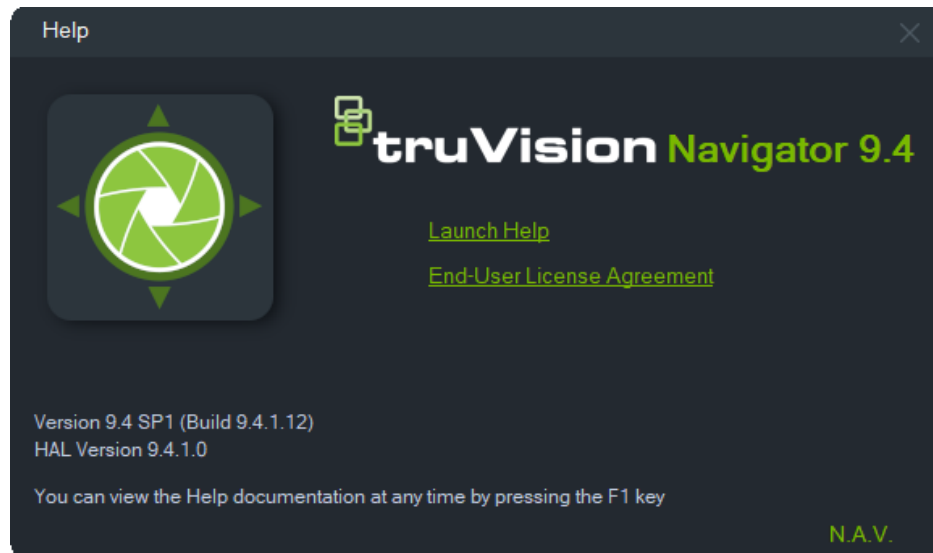 Help
truVision Navigator 9.4
Launch Help
End-User License Agreement
Version 9.4 SP1 (Build 9.4.1.12)
HAL Version 9.4.1.0
You can view the Help documentation at any time by pressing the F1 key
N.A.V.